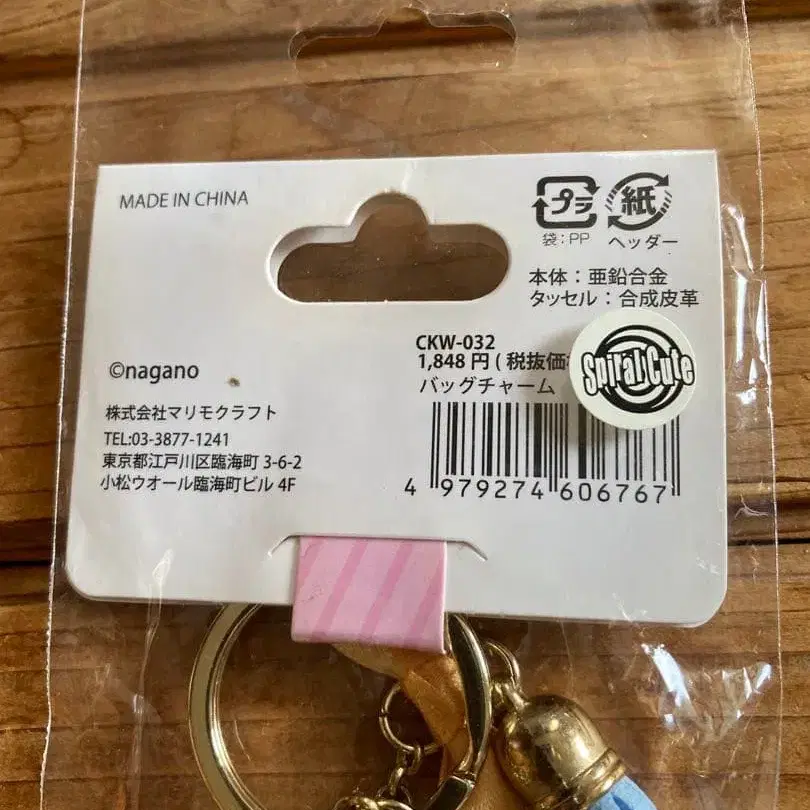 MADE IN CHINA
プラ
紙
袋：PP
ヘッダー
本体：亜鉛合金
タッセル：合成皮革
CKW-032
1,848円(税抜価
バッグチャーム
Spiral Cute
©nagano
株式会社マリモクラフト
TEL:03-3877-1241
東京都江戸川区臨海町 3-6-2
小松ウオール臨海町ビル 4F
4 979274 606767